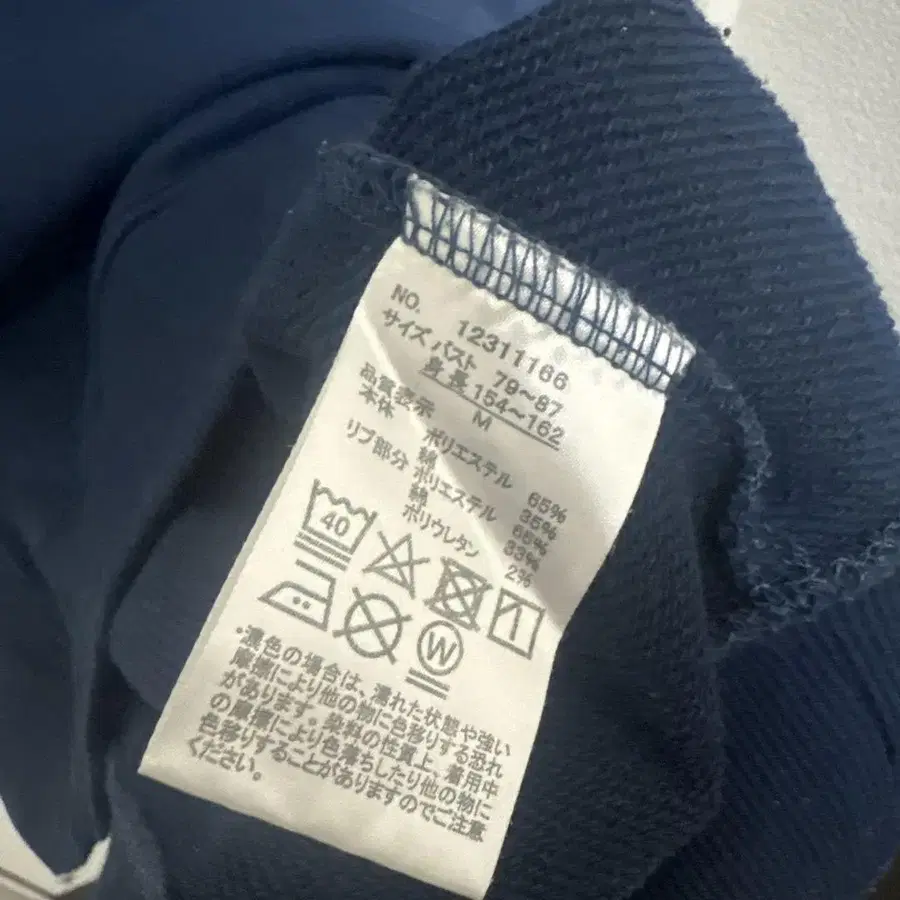 NO. 12311166
サイズ バスト 79~87
身長 154~162
M
品質表示
本体 ポリエステル 65%
綿 35%
リブ部分 ポリエステル 65%
綿 33%
ポリウレタン 2%
40
W
・濃色の場合は、濡れた状態や強い
摩擦により他の物に色移りする恐れ
があります。染料の性質上、着用中
の摩擦により色落ちしたり他の物に
色移りすることがありますのでご注意
ください。